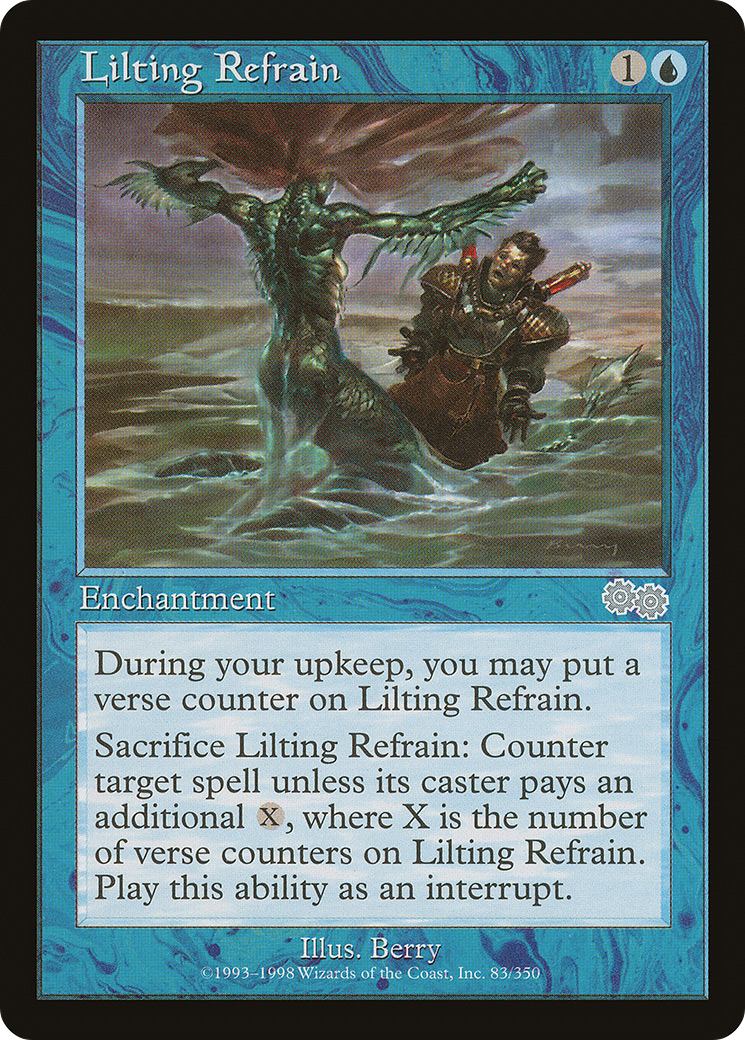 Lilting Refrain 1
Enchantment
During your upkeep, you may put a
verse counter on Lilting Refrain.
Sacrifice Lilting Refrain: Counter
target spell unless its caster pays an
additional X, where X is the number
of verse counters on Lilting Refrain.
Play this ability as an interrupt.
Illus. Berry
©1993–1998 Wizards of the Coast, Inc. 83/350